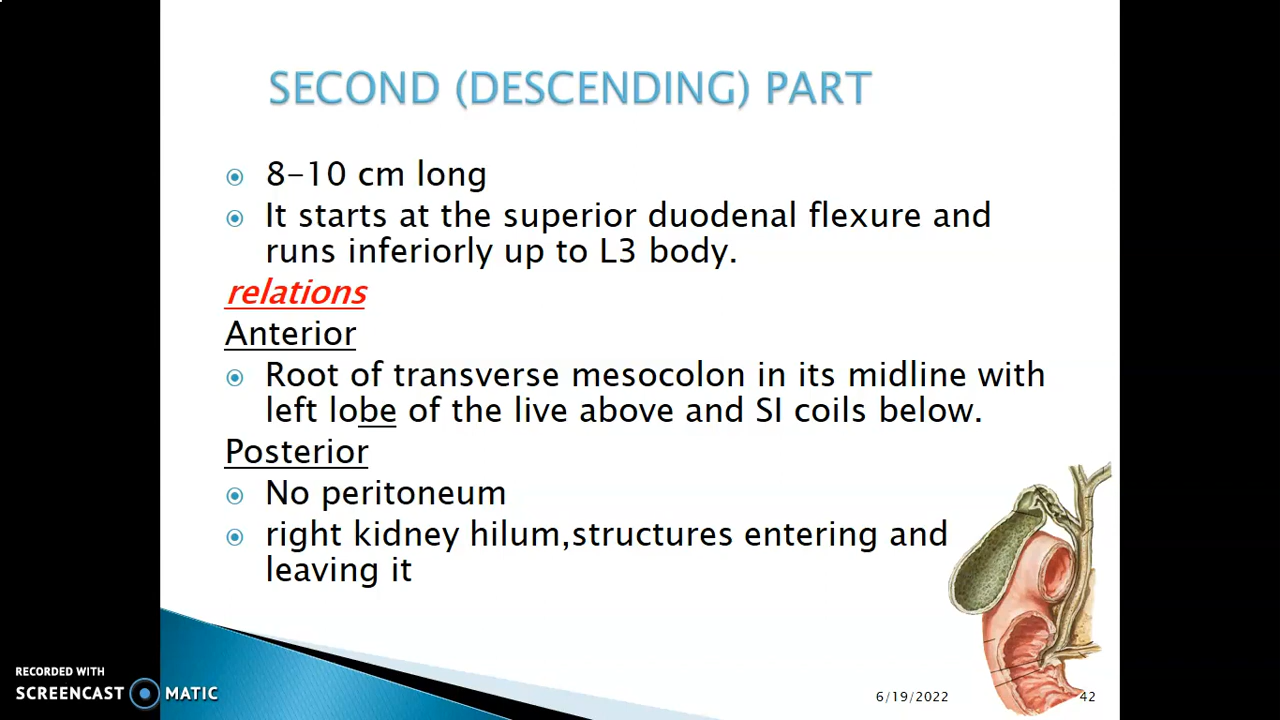 SECOND (DESCENDING) PART
8-10 cm long
It starts at the superior duodenal flexure and
runs inferiorly up to L3 body.
relations
Anterior
Root of transverse mesocolon in its midline with
left lobe of the live above and SI coils below.
Posterior
No peritoneum
right kidney hilum,structures entering and
leaving it
RECORDED WITH
SCREENCAST MATIC
6/19/2022
42